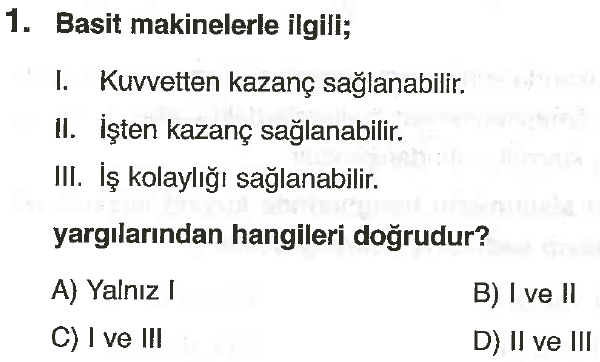 1. Basit makinelerle ilgili;
I. Kuvvetten kazanç sağlanabilir.
II. İşten kazanç sağlanabilir.
III. İş kolaylığı sağlanabilir.
yargılarından hangileri doğrudur?
A) Yalnız I B) I ve II
C) I ve III D) II ve III